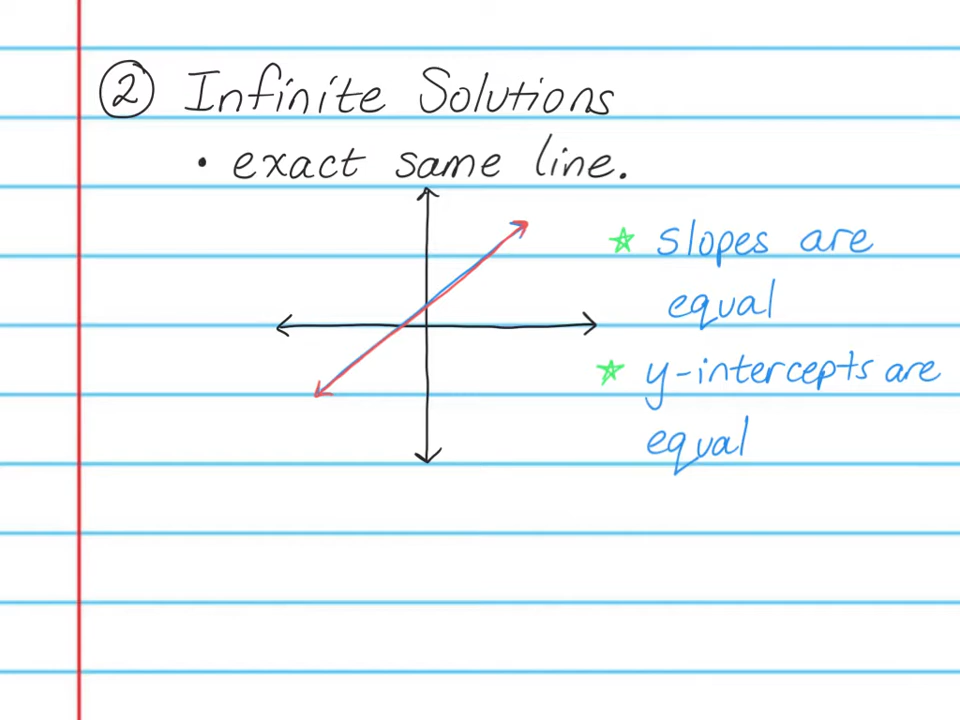 ② Infinite Solutions
• exact same line.
☆ slopes are
equal
☆ y-intercepts are
equal